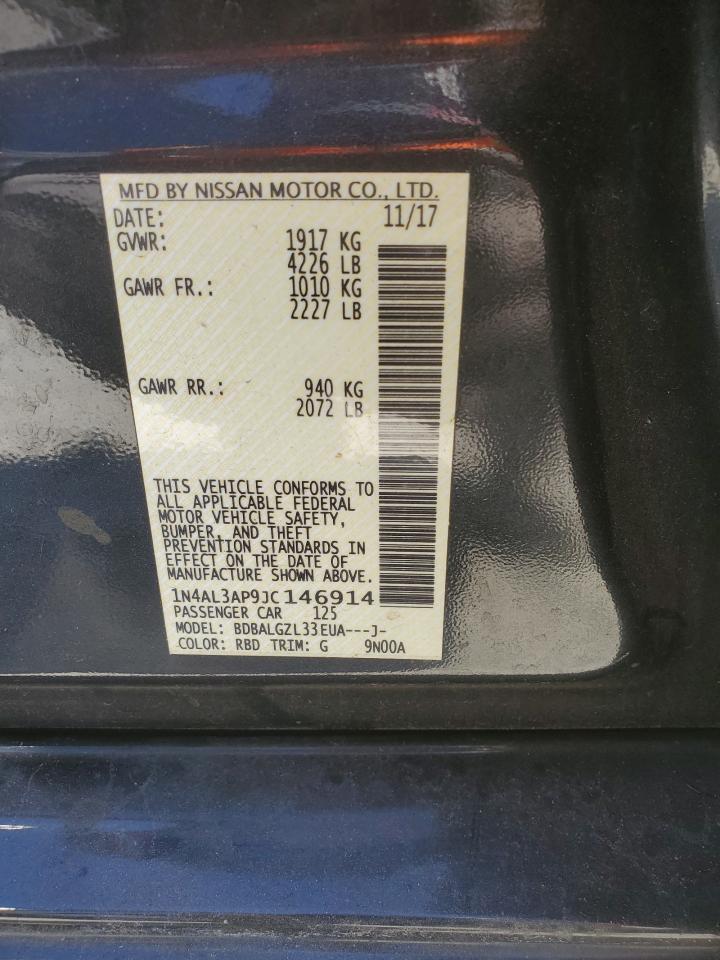 MFD BY NISSAN MOTOR CO., LTD.
DATE: 11/17
GVWR: 1917 KG
4226 LB
GAWR FR.: 1010 KG
2227 LB
GAWR RR.: 940 KG
2072 LB
THIS VEHICLE CONFORMS TO
ALL APPLICABLE FEDERAL
MOTOR VEHICLE SAFETY,
BUMPER, AND THEFT
PREVENTION STANDARDS IN
EFFECT ON THE DATE OF
MANUFACTURE SHOWN ABOVE.
1N4AL3AP9JC146914
PASSENGER CAR 125
MODEL: BDBALGZL33EUA---J-
COLOR: RBD TRIM: G 9N00A